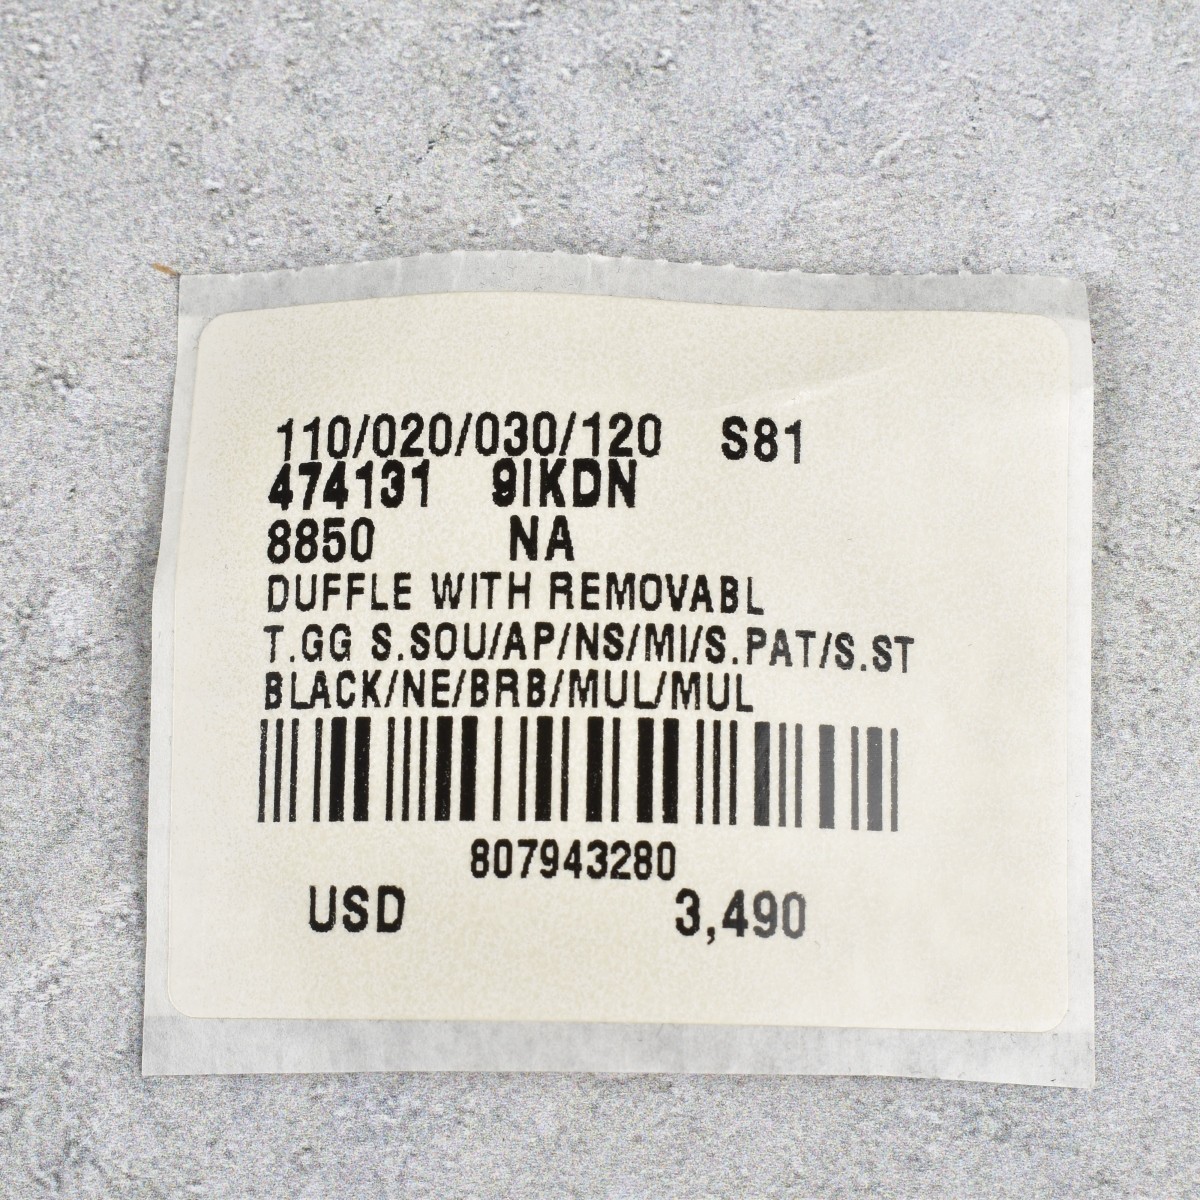 110/020/030/120 S81
474131 9IKDN
8850 NA
DUFFLE WITH REMOVABL
T.GG S.SOU/AP/NS/MI/S.PAT/S.ST
BLACK/NE/BRB/MUL/MUL
807943280
USD 3,490